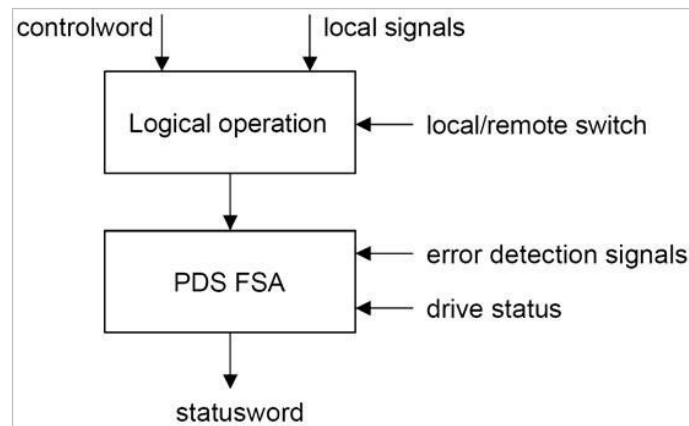 controlword
local signals
Logical operation
local/remote switch
error detection signals
PDS FSA
drive status
statusword